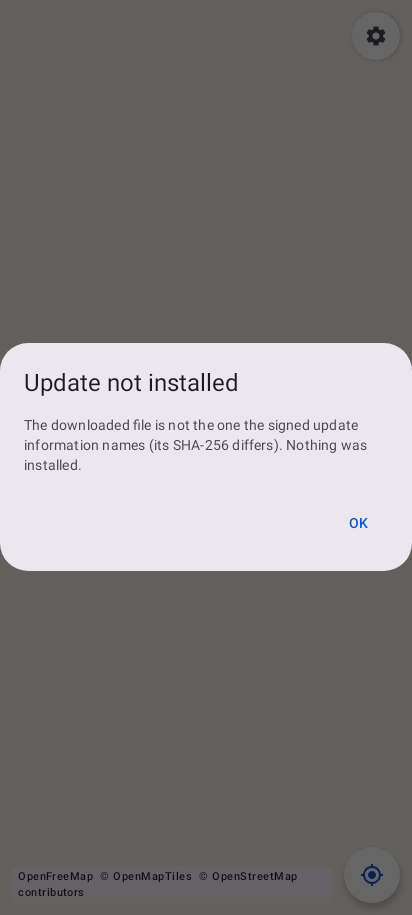 Update not installed
The downloaded file is not the one the signed update
information names (its SHA-256 differs). Nothing was
installed.
OK
OpenFreeMap © OpenMapTiles © OpenStreetMap
contributors